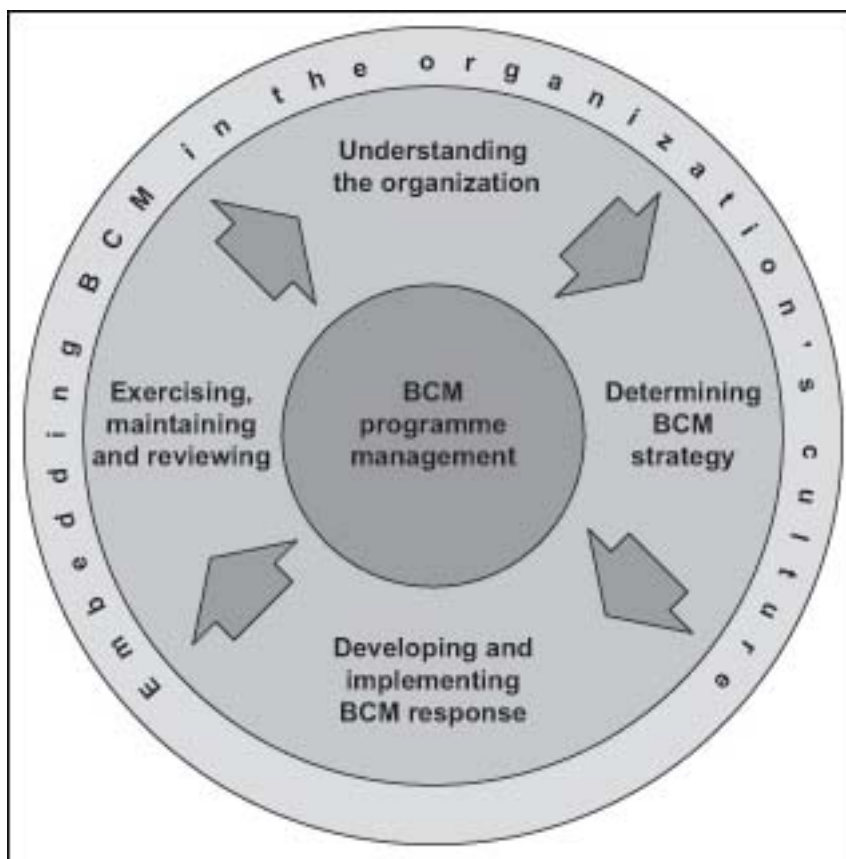 Embedding BCM in the organization's culture
Understanding
the organization
Exercising,
maintaining
and reviewing
BCM
programme
management
Determining
BCM
strategy
Developing and
implementing
BCM response